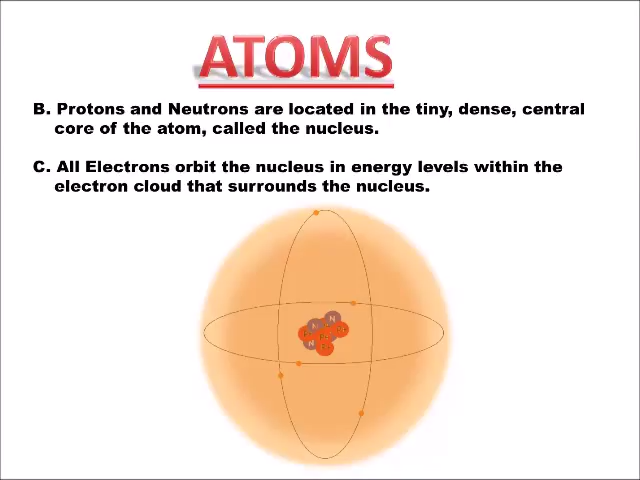 ATOMS
B. Protons and Neutrons are located in the tiny, dense, central
core of the atom, called the nucleus.
C. All Electrons orbit the nucleus in energy levels within the
electron cloud that surrounds the nucleus.
N
N
N